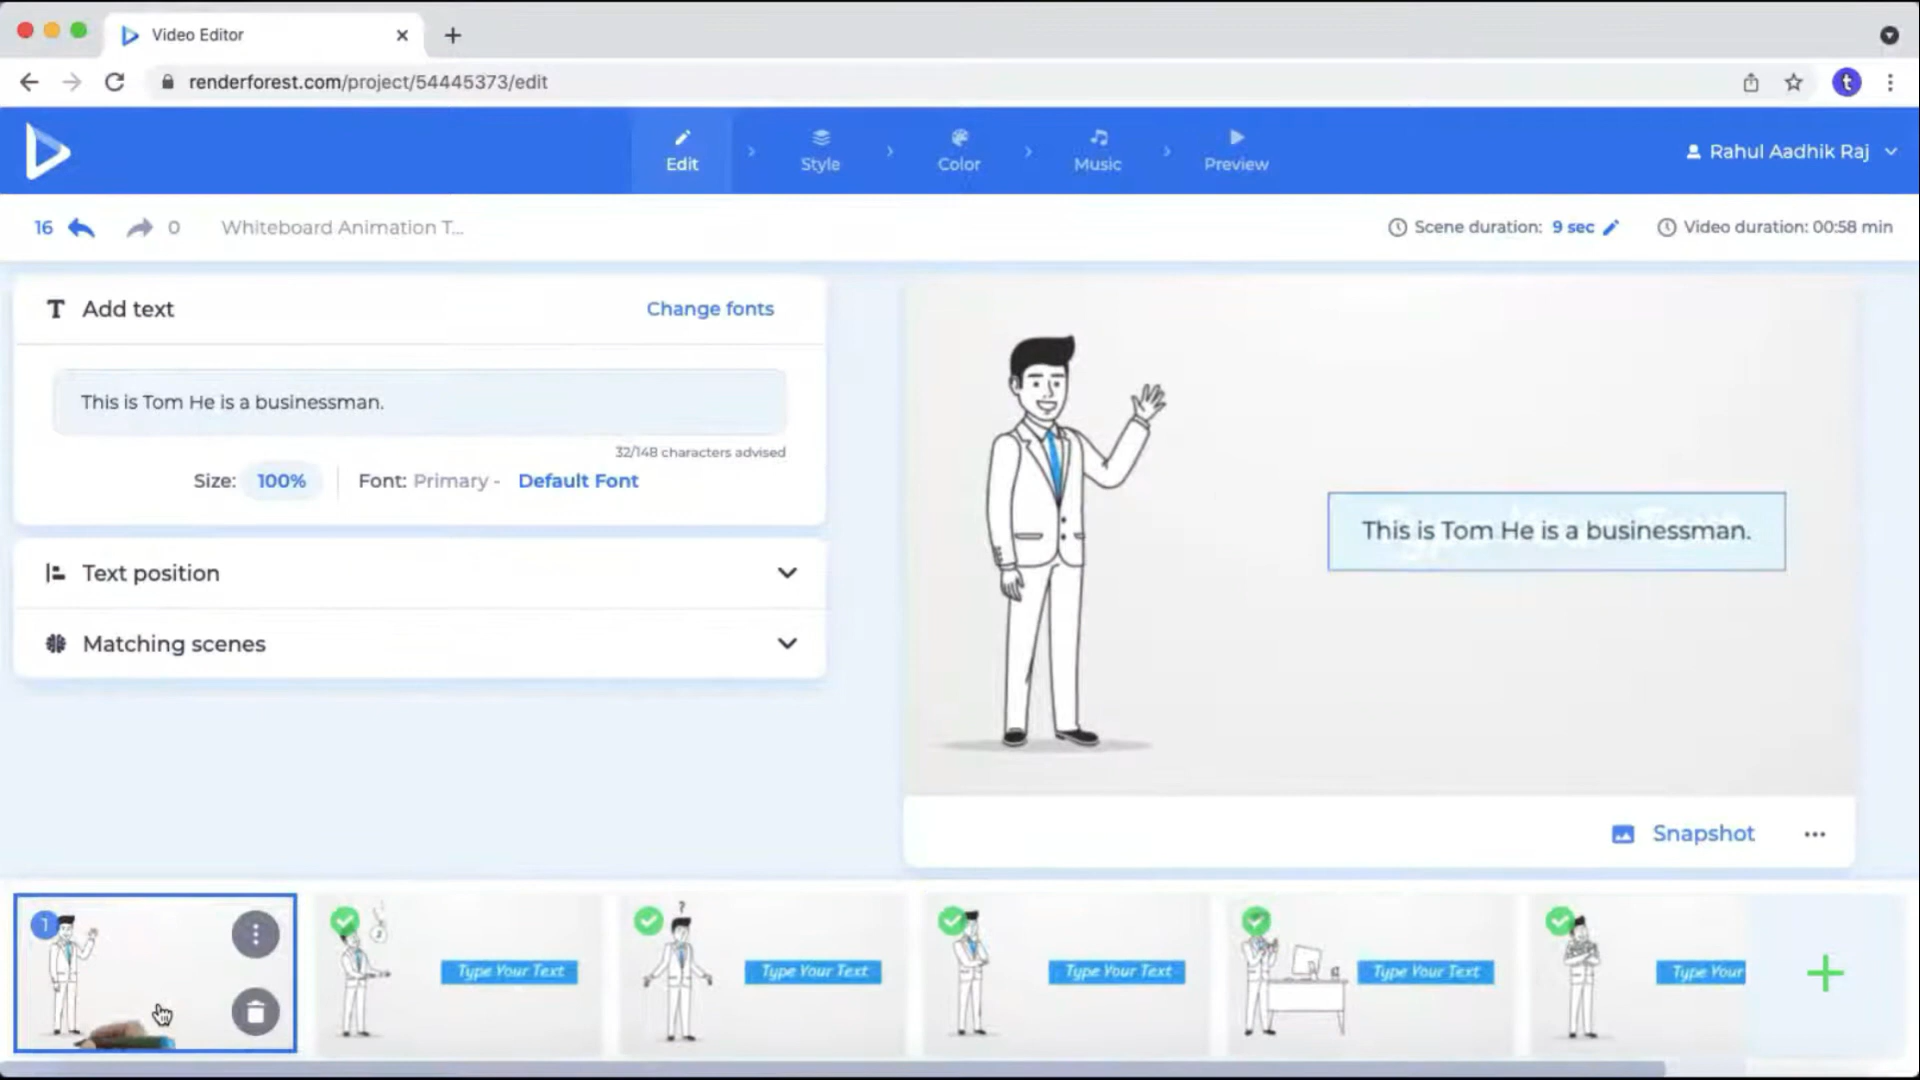 Video Editor
renderforest.com/project/54445373/edit
t
Edit
Style
Color
Music
Preview
Rahul Aadhik Raj
16
0
Whiteboard Animation T...
Scene duration: 9 sec
Video duration: 00:58 min
T Add text
Change fonts
This is Tom He is a businessman.
32/148 characters advised
Size: 100%
Font: Primary - Default Font
Text position
Matching scenes
This is Tom He is a businessman.
Snapshot
1
Type Your Text
?
Type Your Text
Type Your Text
Type Your Text
Type Your